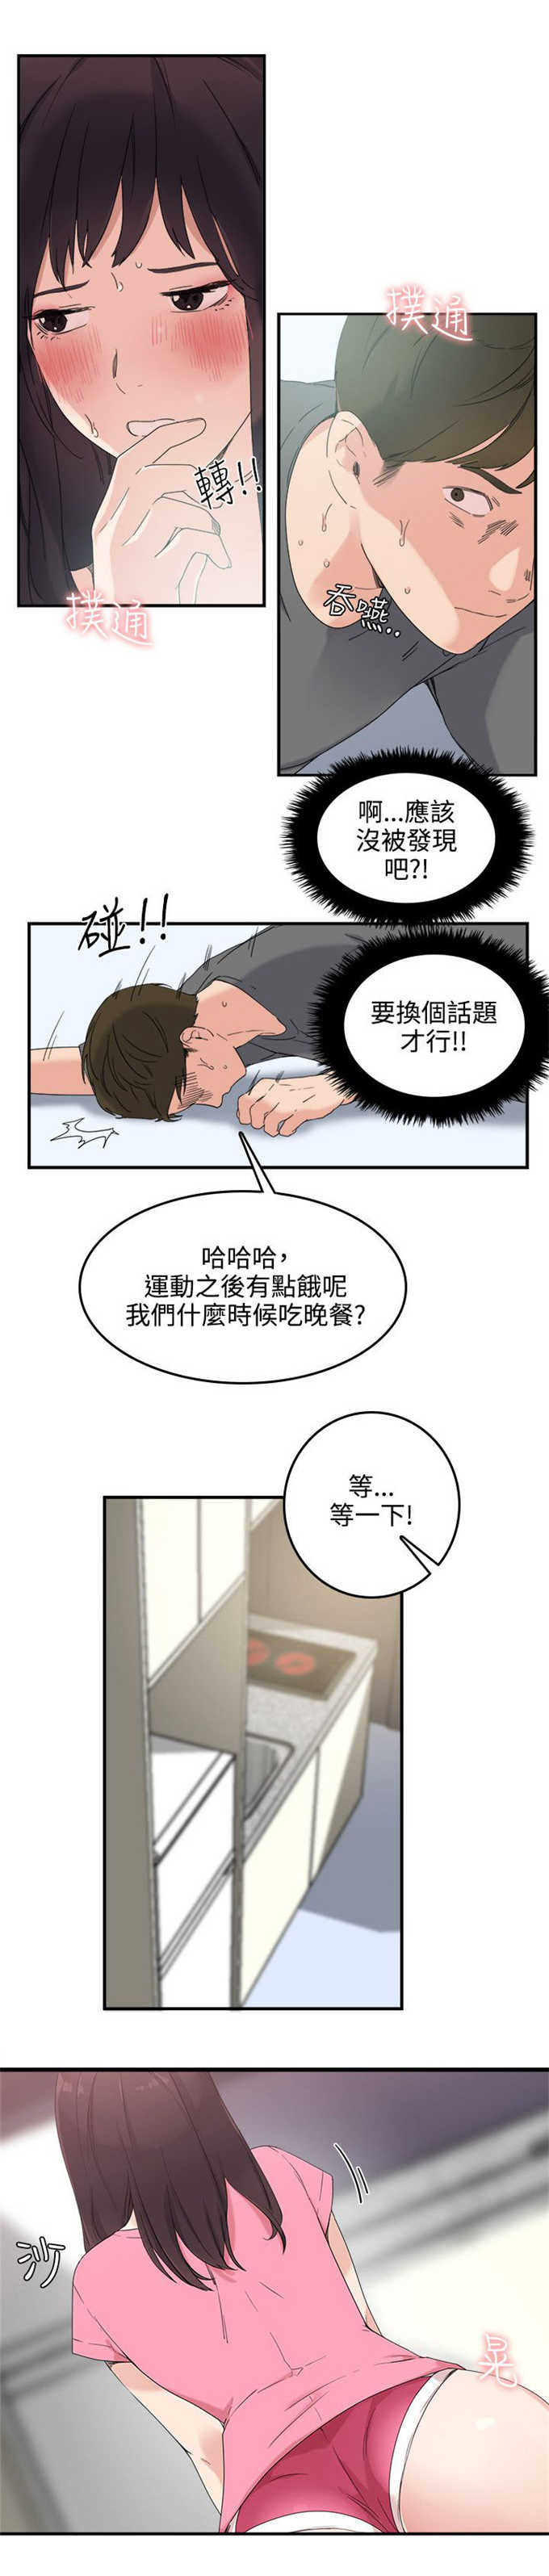 撲通
轉!!
撲通
吞嚥..
啊...應該
沒被發現
吧?!
碰!!
要換個話題
才行!!
哈哈哈，
運動之後有點餓呢
我們什麼時候吃晚餐?
等...
等一下!
沙
晃